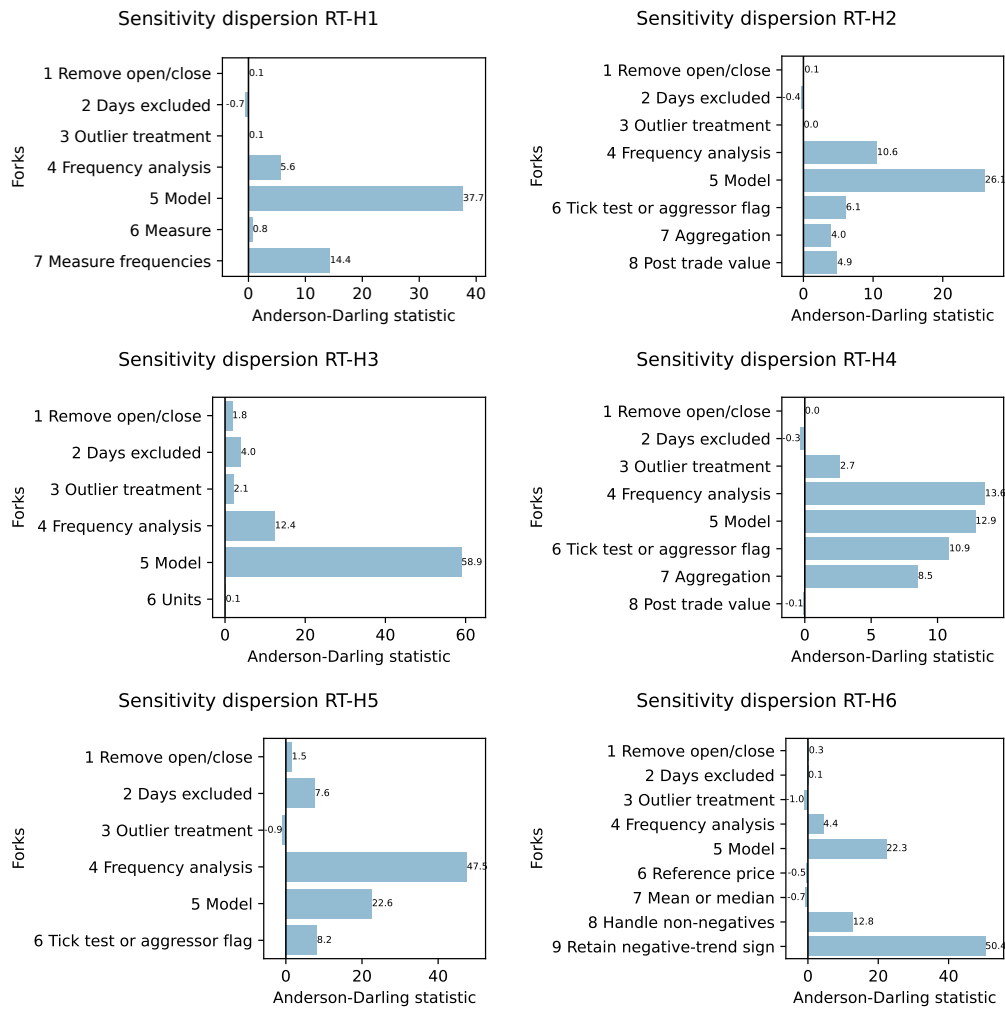 Sensitivity dispersion RT-H1
Forks
1 Remove open/close 0.1
2 Days excluded -0.7
3 Outlier treatment 0.1
4 Frequency analysis 5.6
5 Model 37.7
6 Measure 0.8
7 Measure frequencies 14.4
0 10 20 30 40
Anderson-Darling statistic
Sensitivity dispersion RT-H2
Forks
1 Remove open/close 0.1
2 Days excluded -0.4
3 Outlier treatment 0.0
4 Frequency analysis 10.6
5 Model 26.1
6 Tick test or aggressor flag 6.1
7 Aggregation 4.0
8 Post trade value 4.9
0 10 20
Anderson-Darling statistic
Sensitivity dispersion RT-H3
Forks
1 Remove open/close 1.8
2 Days excluded 4.0
3 Outlier treatment 2.1
4 Frequency analysis 12.4
5 Model 58.9
6 Units 0.1
0 20 40 60
Anderson-Darling statistic
Sensitivity dispersion RT-H4
Forks
1 Remove open/close 0.0
2 Days excluded -0.3
3 Outlier treatment 2.7
4 Frequency analysis 13.6
5 Model 12.9
6 Tick test or aggressor flag 10.9
7 Aggregation 8.5
8 Post trade value -0.1
0 5 10
Anderson-Darling statistic
Sensitivity dispersion RT-H5
Forks
1 Remove open/close 1.5
2 Days excluded 7.6
3 Outlier treatment -0.9
4 Frequency analysis 47.5
5 Model 22.6
6 Tick test or aggressor flag 8.2
0 20 40
Anderson-Darling statistic
Sensitivity dispersion RT-H6
Forks
1 Remove open/close 0.3
2 Days excluded 0.1
3 Outlier treatment -1.0
4 Frequency analysis 4.4
5 Model 22.3
6 Reference price -0.5
7 Mean or median -0.7
8 Handle non-negatives 12.8
9 Retain negative-trend sign 50.4
0 20 40
Anderson-Darling statistic